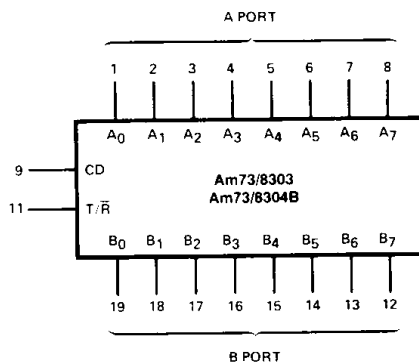 A PORT
1 2 3 4 5 6 7 8
A0 A1 A2 A3 A4 A5 A6 A7
9 CD
Am73/8303
11 T/R̅ Am73/8304B
B0 B1 B2 B3 B4 B5 B6 B7
19 18 17 16 15 14 13 12
B PORT